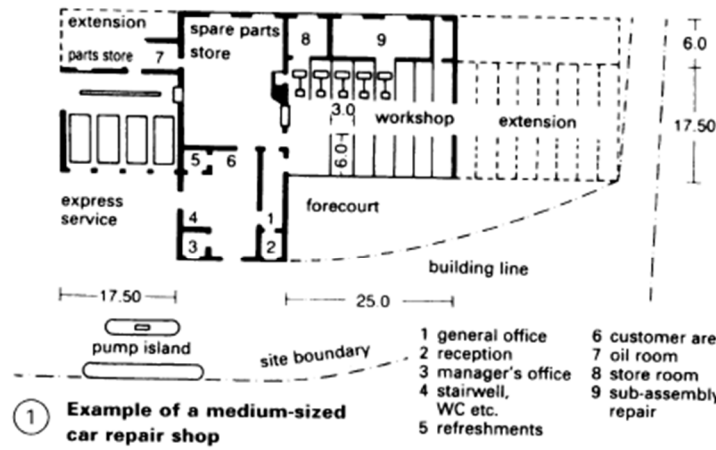 extension
parts store
7
spare parts
store
8
9
3.0
workshop
6.0
extension
6.0
17.50
5
6
express
service
4
3
1
2
forecourt
building line
17.50
25.0
pump island
site boundary
1 general office
2 reception
3 manager's office
4 stairwell,
WC etc.
5 refreshments
6 customer are
7 oil room
8 store room
9 sub-assembly
repair
1 Example of a medium-sized
car repair shop